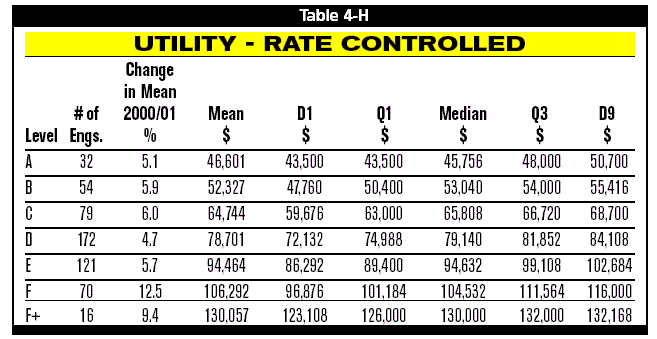 Table 4-H
UTILITY - RATE CONTROLLED
Change
in Mean
# of 2000/01 Mean D1 Q1 Median Q3 D9
Level Engs. % $ $ $ $ $ $
A 32 5.1 46,601 43,500 43,500 45,756 48,000 50,700
B 54 5.9 52,327 47,760 50,400 53,040 54,000 55,416
C 79 6.0 64,744 59,676 63,000 65,808 66,720 68,700
D 172 4.7 78,701 72,132 74,988 79,140 81,852 84,108
E 121 5.7 94,464 86,292 89,400 94,632 99,108 102,684
F 70 12.5 106,292 96,876 101,184 104,532 111,564 116,000
F+ 16 9.4 130,057 123,108 126,000 130,000 132,000 132,168